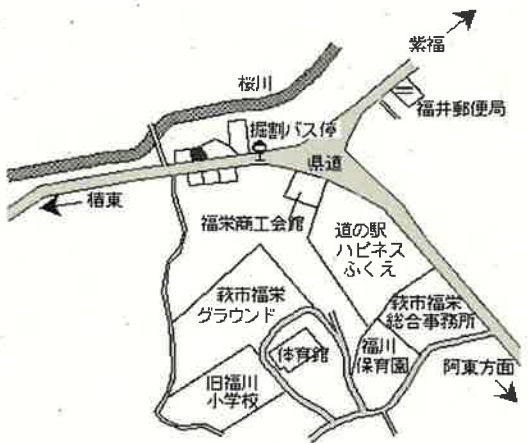 紫福
桜川
福井郵便局
掘割バス停
県道
椿東
福栄商工会館
道の駅
ハピネス
ふくえ
萩市福栄
グラウンド
萩市福栄
総合事務所
体育館
福川
保育園
阿東方面
旧福川
小学校